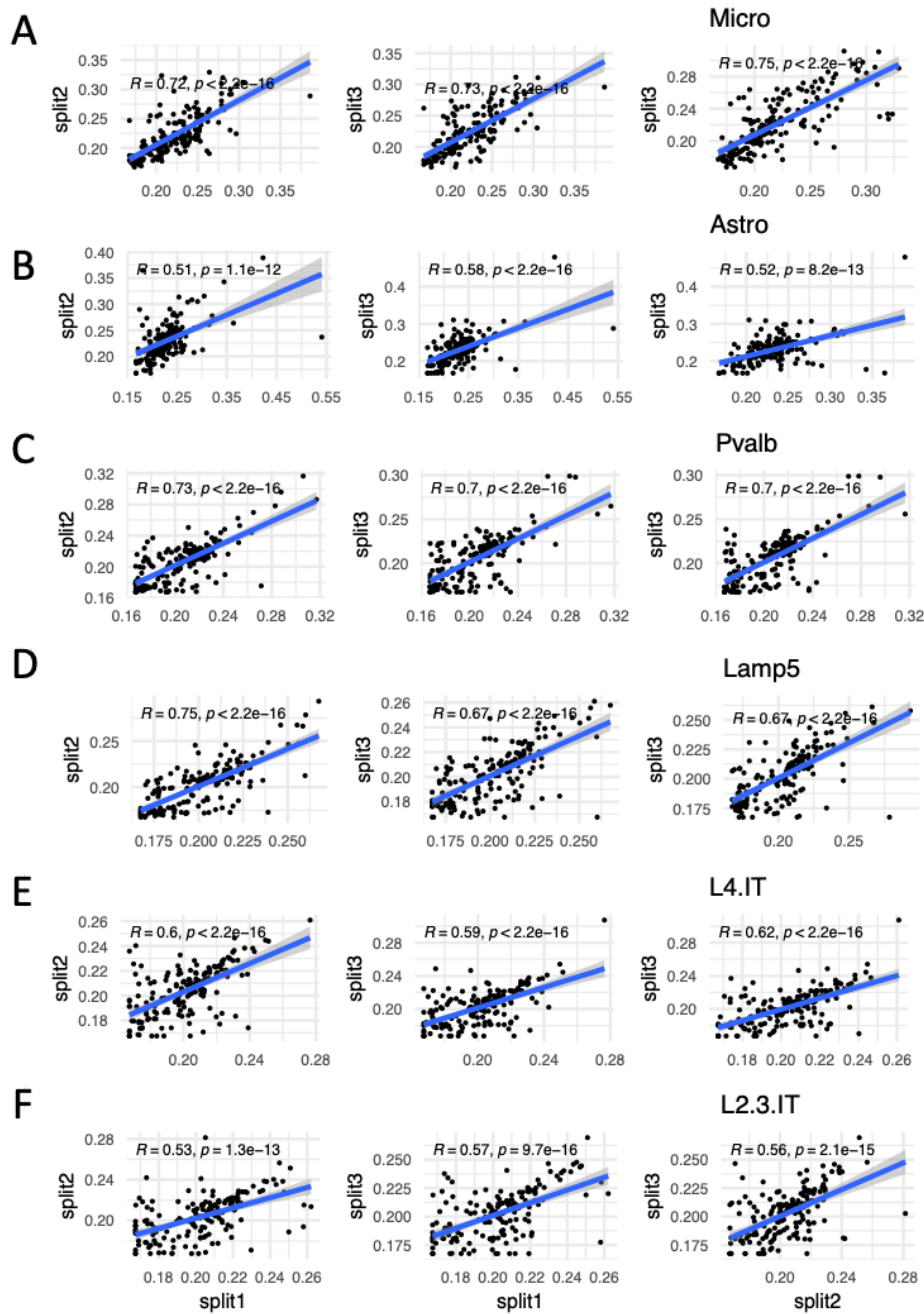 A
Micro
0.35
0.30
0.25
0.20
split2
R = 0.72, p < 2.2e−16
0.20 0.25 0.30 0.35
0.35
0.30
0.25
0.20
split3
R = 0.73, p < 2.2e−16
0.20 0.25 0.30 0.35
0.28
0.24
0.20
split3
R = 0.75, p < 2.2e−16
0.20 0.25 0.30
B
Astro
0.40
0.35
0.30
0.25
0.20
split2
R = 0.51, p = 1.1e−12
0.15 0.25 0.35 0.45 0.55
0.4
0.3
0.2
split3
R = 0.58, p < 2.2e−16
0.15 0.25 0.35 0.45 0.55
0.4
0.3
0.2
split3
R = 0.52, p = 8.2e−13
0.20 0.25 0.30 0.35
C
Pvalb
0.32
0.28
0.24
0.20
0.16
split2
R = 0.73, p < 2.2e−16
0.16 0.20 0.24 0.28 0.32
0.30
0.25
0.20
split3
R = 0.7, p < 2.2e−16
0.16 0.20 0.24 0.28 0.32
0.30
0.25
0.20
split3
R = 0.7, p < 2.2e−16
0.16 0.20 0.24 0.28 0.32
D
Lamp5
0.25
0.20
split2
R = 0.75, p < 2.2e−16
0.175 0.200 0.225 0.250
0.26
0.24
0.22
0.20
0.18
split3
R = 0.67, p < 2.2e−16
0.175 0.200 0.225 0.250
0.250
0.225
0.200
0.175
split3
R = 0.67, p < 2.2e−16
0.20 0.25
E
L4.IT
0.26
0.24
0.22
0.20
0.18
split2
R = 0.6, p < 2.2e−16
0.20 0.24 0.28
0.28
0.24
0.20
split3
R = 0.59, p < 2.2e−16
0.20 0.24 0.28
0.28
0.24
0.20
split3
R = 0.62, p < 2.2e−16
0.18 0.20 0.22 0.24 0.26
F
L2.3.IT
0.28
0.24
0.20
split2
R = 0.53, p = 1.3e−13
0.18 0.20 0.22 0.24 0.26
split1
0.250
0.225
0.200
0.175
split3
R = 0.57, p = 9.7e−16
0.18 0.20 0.22 0.24 0.26
split1
0.250
0.225
0.200
0.175
split3
R = 0.56, p = 2.1e−15
0.20 0.24 0.28
split2